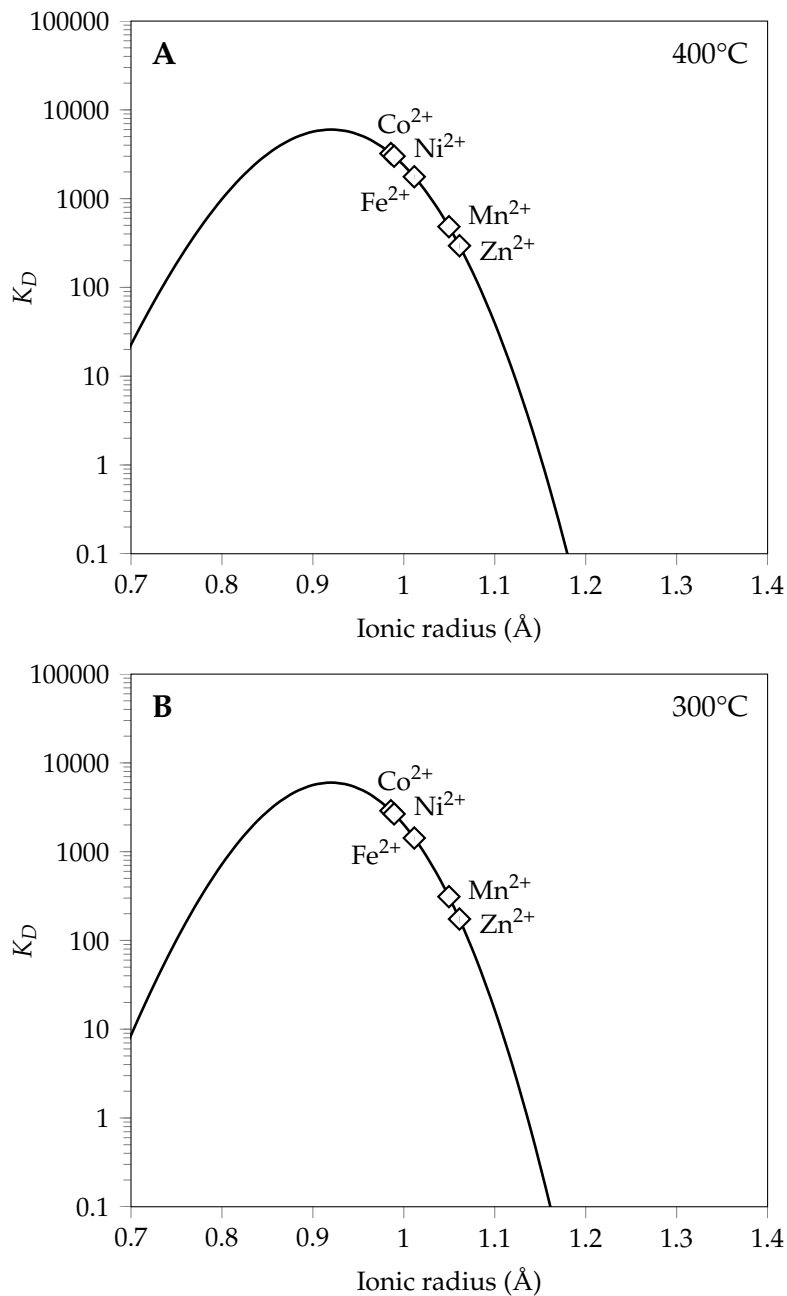 100000
A
400°C
10000
Co2+
Ni2+
1000
Fe2+
Mn2+
Zn2+
KD
100
10
1
0.1
0.7 0.8 0.9 1 1.1 1.2 1.3 1.4
Ionic radius (Å)
100000
B
300°C
10000
Co2+
Ni2+
1000
Fe2+
Mn2+
Zn2+
KD
100
10
1
0.1
0.7 0.8 0.9 1 1.1 1.2 1.3 1.4
Ionic radius (Å)